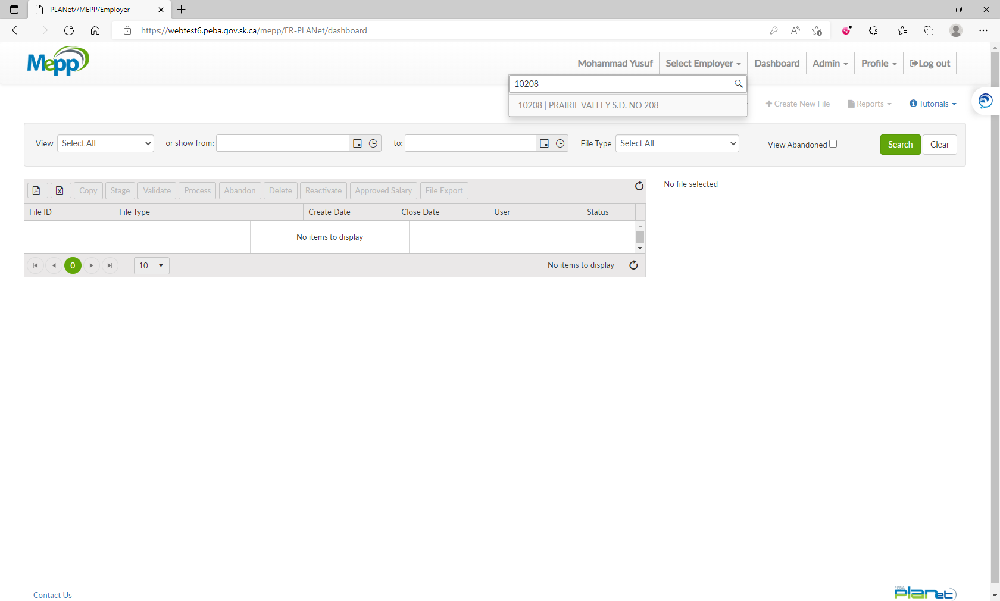 PLANet//MEPP/Employer
https://webtest6.peba.gov.sk.ca/mepp/ER-PLANet/dashboard
Mepp
Mohammad Yusuf
Select Employer
Dashboard
Admin
Profile
Log out
10208
10208 | PRAIRIE VALLEY S.D. NO 208
Create New File
Reports
Tutorials
View: Select All
or show from:
to:
File Type: Select All
View Abandoned
Search
Clear
Copy
Stage
Validate
Process
Abandon
Delete
Reactivate
Approved Salary
File Export
No file selected
File ID
File Type
Create Date
Close Date
User
Status
No items to display
0
10
No items to display
Contact Us
PEBA
planet